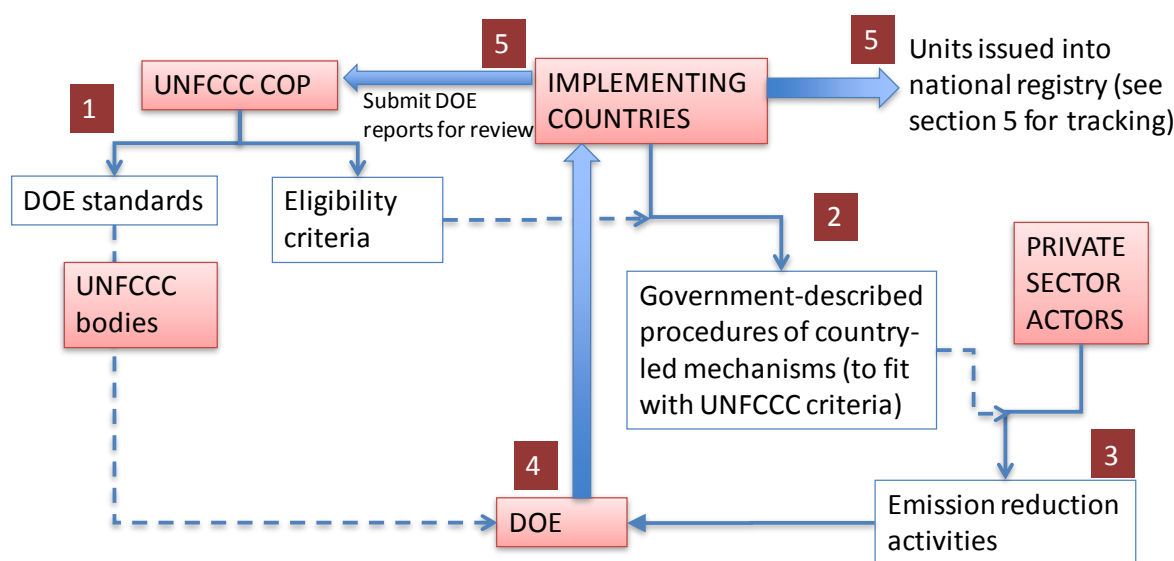 5
5
UNFCCC COP
IMPLEMENTING
COUNTRIES
Units issued into
national registry (see
section 5 for tracking)
1
Submit DOE
reports for review
DOE standards
Eligibility
criteria
2
PRIVATE
SECTOR
ACTORS
UNFCCC
bodies
Government-described
procedures of country-
led mechanisms (to fit
with UNFCCC criteria)
4
3
DOE
Emission reduction
activities